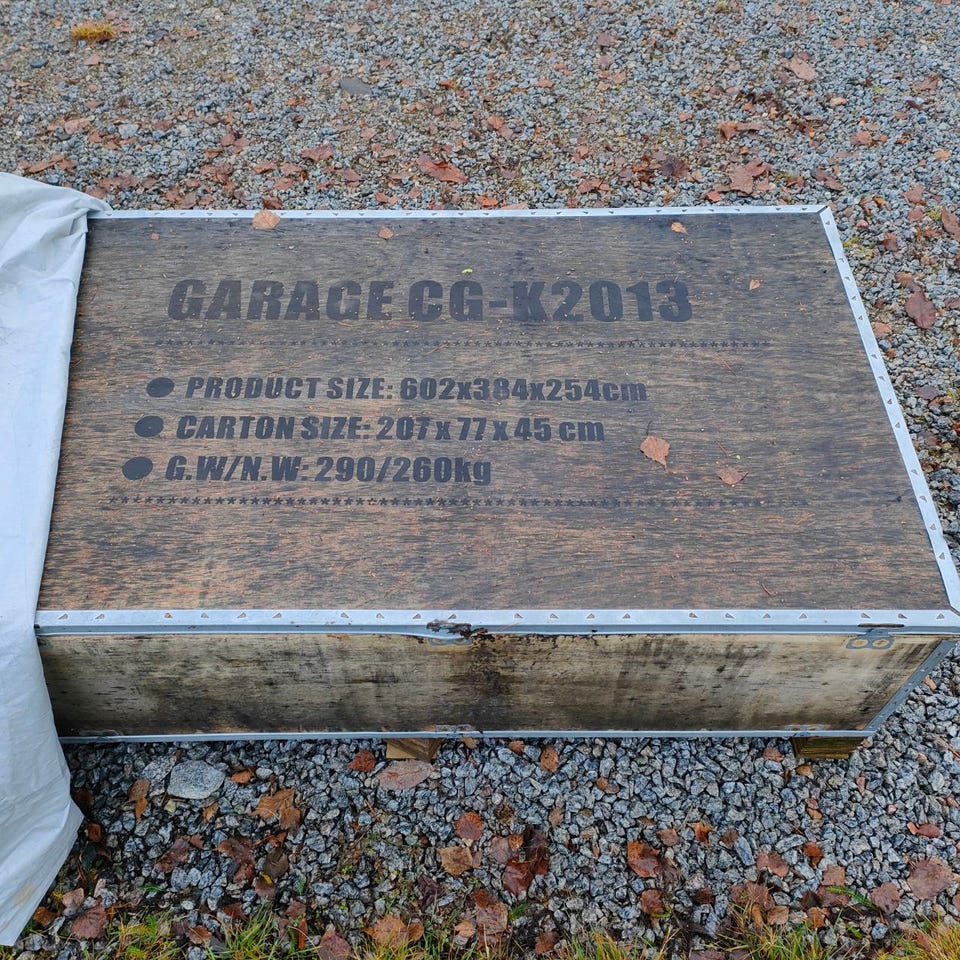 GARAGE CG-K2013
● PRODUCT SIZE: 602x384x254cm
● CARTON SIZE: 207 x 77 x 45 cm
● G.W/N.W: 290/260kg